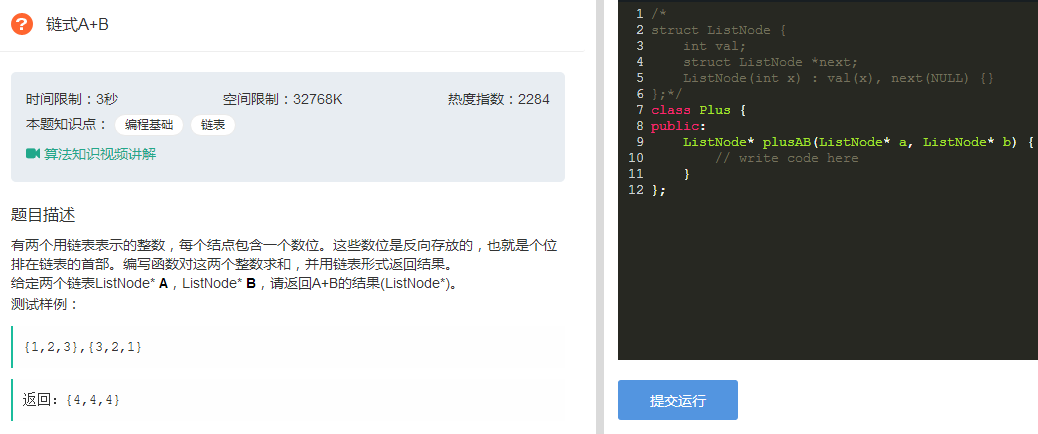 ? 链式A+B
时间限制：3秒 空间限制：32768K 热度指数：2284
本题知识点： 编程基础 链表
算法知识视频讲解
题目描述
有两个用链表表示的整数，每个结点包含一个数位。这些数位是反向存放的，也就是个位
排在链表的首部。编写函数对这两个整数求和，并用链表形式返回结果。
给定两个链表ListNode* A，ListNode* B，请返回A+B的结果(ListNode*)。
测试样例：
{1,2,3},{3,2,1}
返回：{4,4,4}
1 /*
2 struct ListNode {
3     int val;
4     struct ListNode *next;
5     ListNode(int x) : val(x), next(NULL) {}
6 };*/
7 class Plus {
8 public:
9     ListNode* plusAB(ListNode* a, ListNode* b) {
10         // write code here
11     }
12 };
提交运行